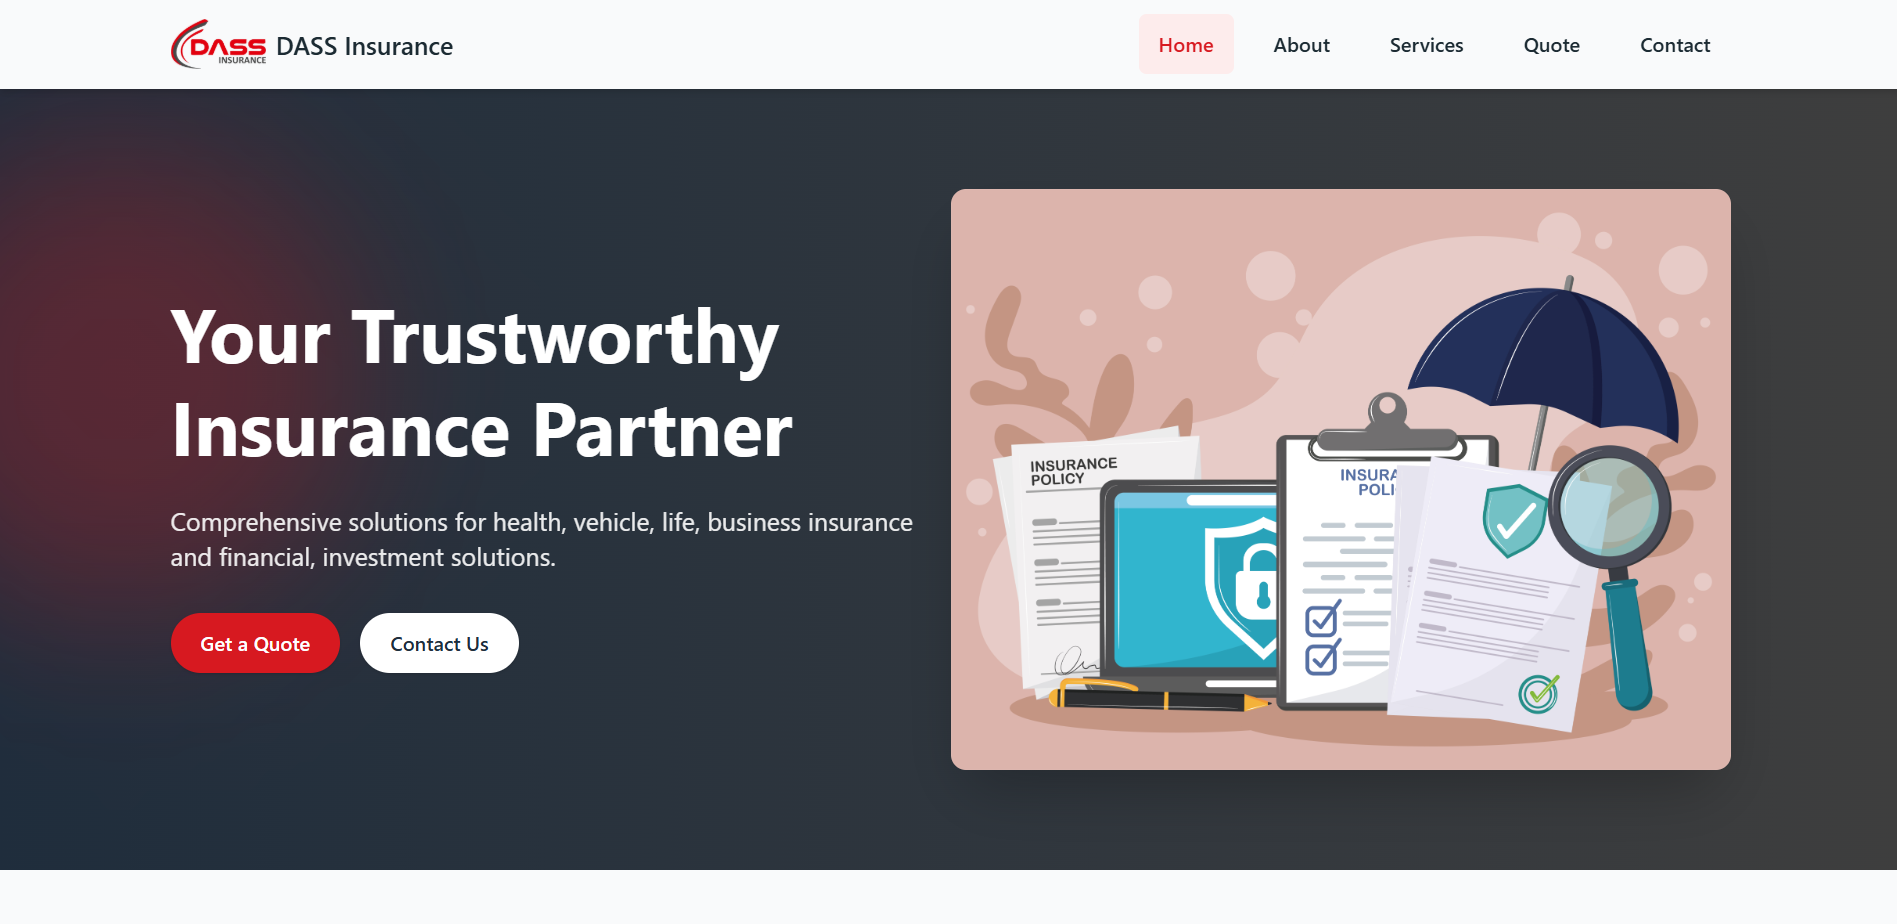 DASS
INSURANCE
DASS Insurance
Home
About
Services
Quote
Contact
Your Trustworthy
Insurance Partner
Comprehensive solutions for health, vehicle, life, business insurance
and financial, investment solutions.
Get a Quote
Contact Us
INSURANCE
POLICY
INSURA
POLI